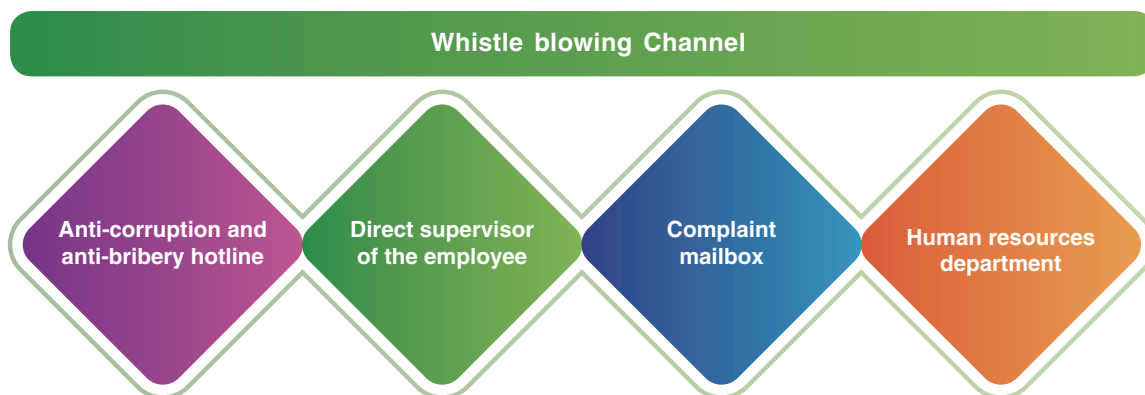 Whistle blowing Channel
Anti-corruption and
anti-bribery hotline
Direct supervisor
of the employee
Complaint
mailbox
Human resources
department